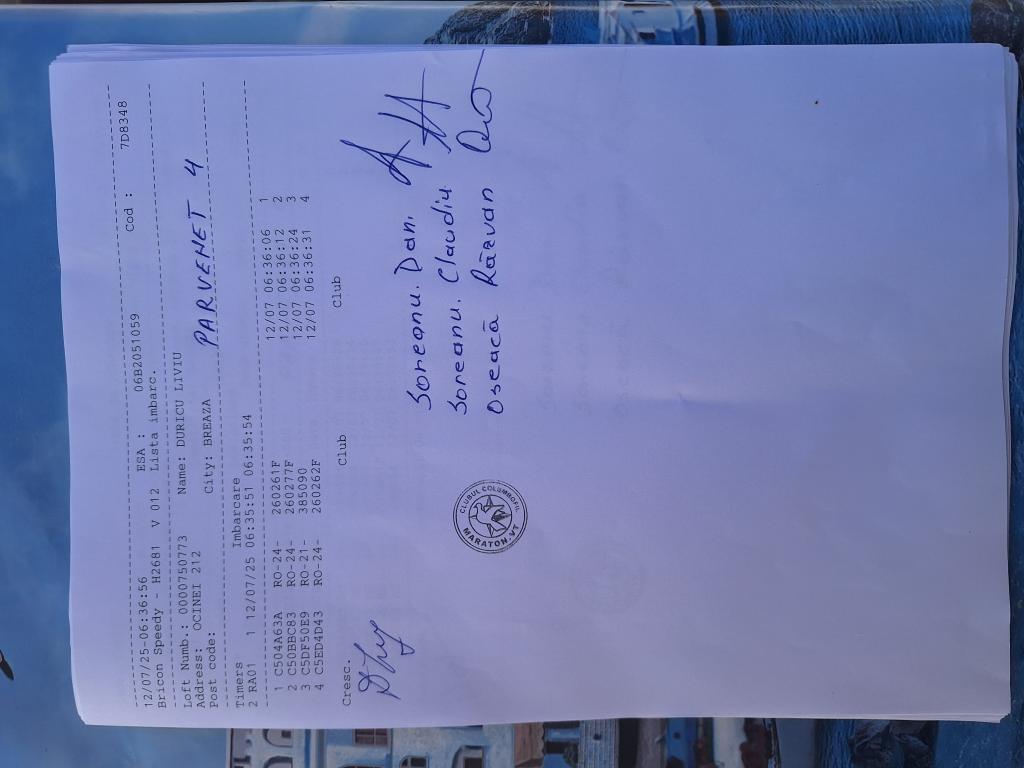 12/07/25-06:36:56 ESA : 06B2051059 Cod : 7D8348
Bricon Speedy - H2681 V 012 Lista imbarc.
Loft Numb.: 0000750773 Name: DURICU LIVIU
Address: OCINEI 212 City: BREAZA
Post code:
PARVENET 4
Timers Imbarcare
2 RA01 1 12/07/25 06:35:51 06:35:54
1 C504A63A RO-24- 260261F 12/07 06:36:06 1
2 C50BBC83 RO-24- 260277F 12/07 06:36:12 2
3 C5DF50E9 RO-21- 385090 12/07 06:36:24 3
4 C5ED4D43 RO-24- 260262F 12/07 06:36:31 4
Cresc. Club Club
Soreanu. Dan.
Soreanu. Claudiu
Oseacă Răzvan
CLUBUL COLUMBOFIL
MARATON.VT